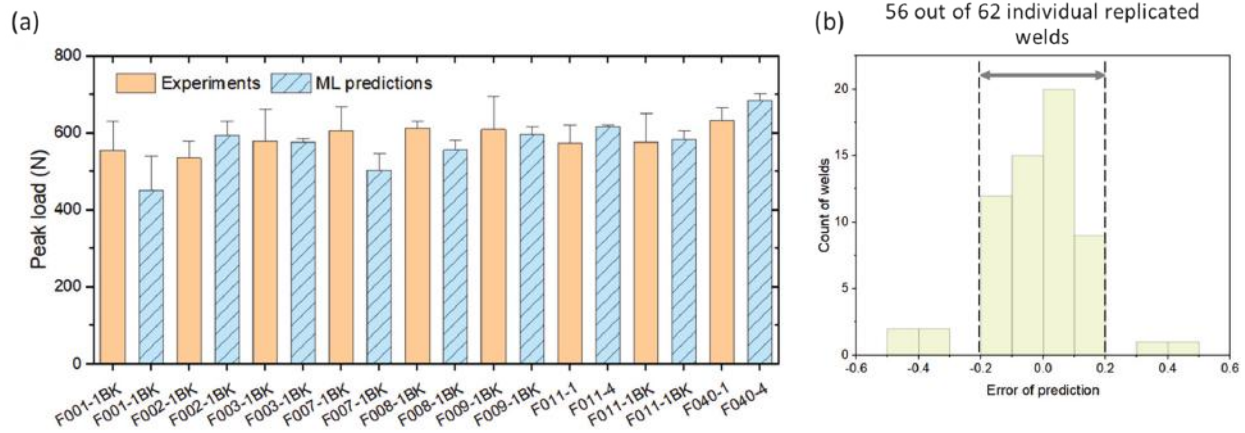 (a)
800
600
400
200
0
Peak load (N)
Experiments
ML predictions
F001-1BK
F001-1BK
F002-1BK
F002-1BK
F003-1BK
F003-1BK
F007-1BK
F007-1BK
F008-1BK
F008-1BK
F009-1BK
F009-1BK
F011-1
F011-4
F011-1BK
F011-1BK
F040-1
F040-4
(b)
56 out of 62 individual replicated
welds
20
15
10
5
0
Count of welds
-0.6
-0.4
-0.2
0.0
0.2
0.4
0.6
Error of prediction